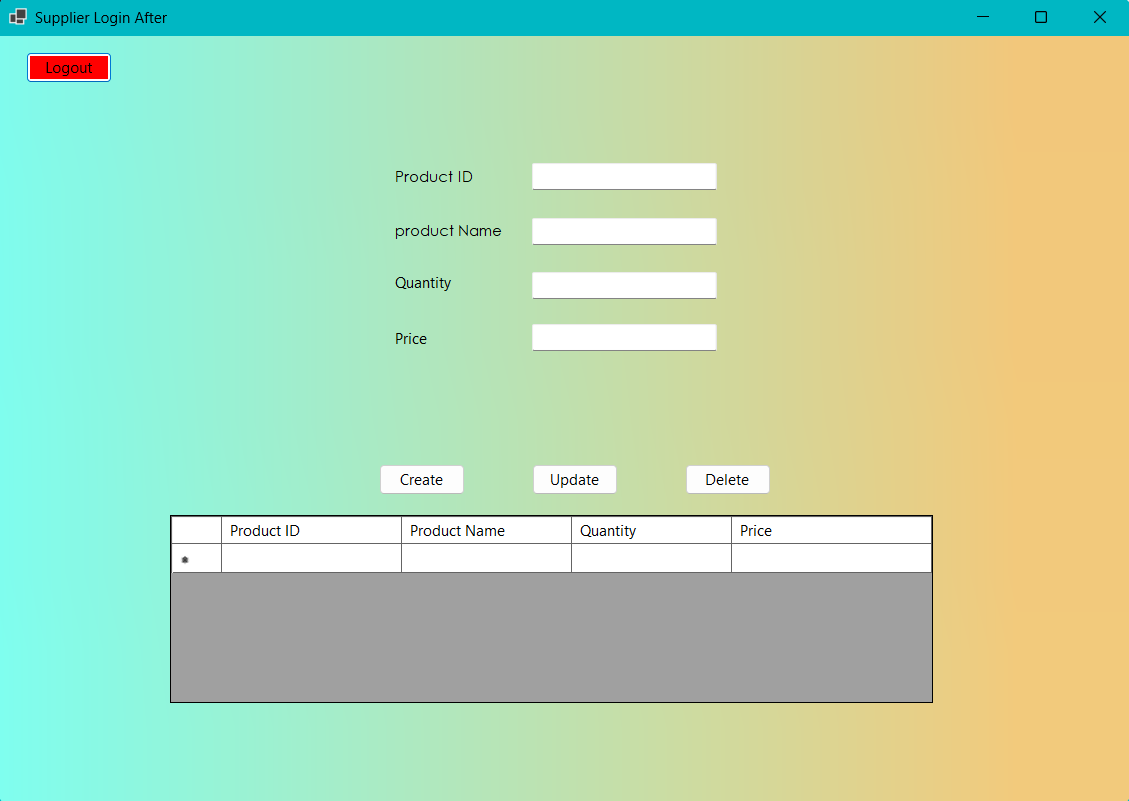 Supplier Login After
Logout
Product ID
product Name
Quantity
Price
Create Update Delete
Product ID Product Name Quantity Price